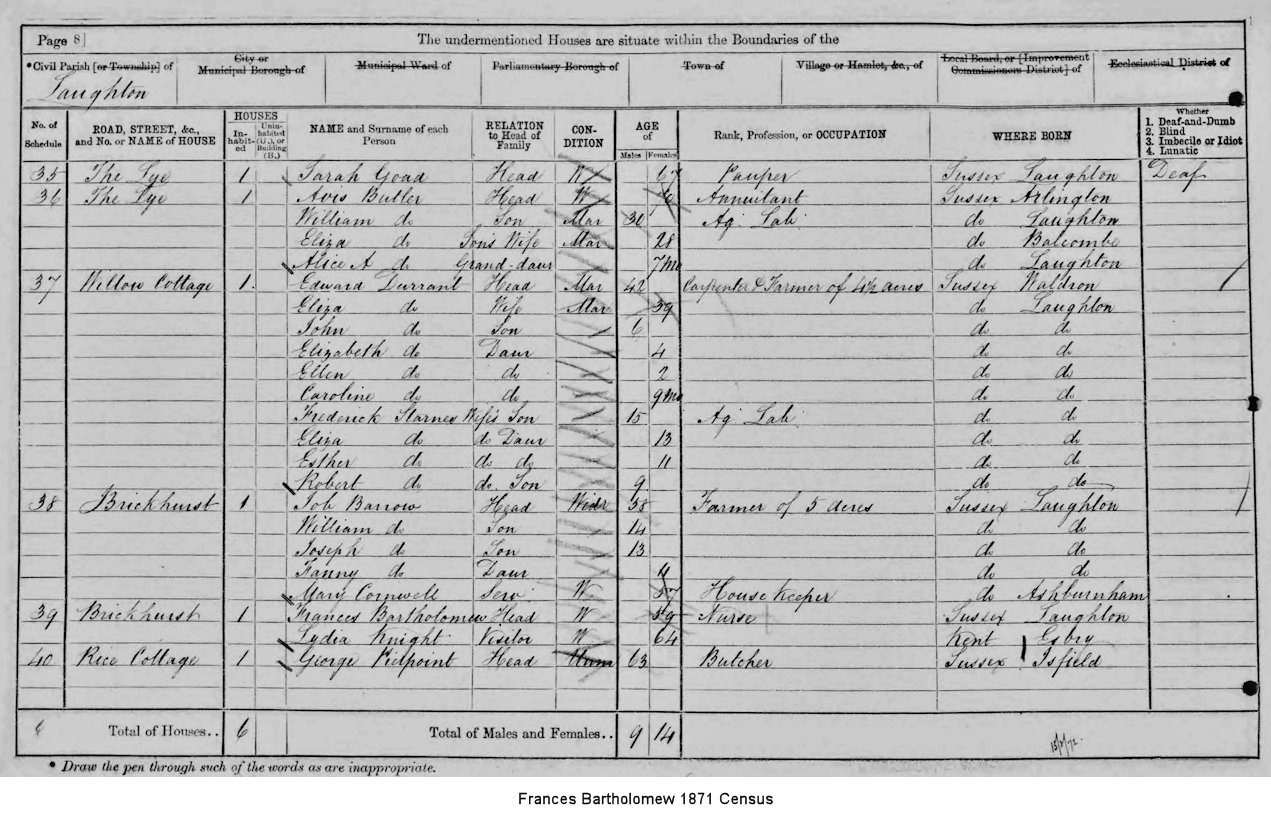 Page 8]
The undermentioned Houses are situate within the Boundaries of the
*Civil Parish [or Township] of City or Municipal Borough of Municipal Ward of Parliamentary Borough of Town of Village or Hamlet, &c., of Local Board, or [Improvement Commissioners District] of Ecclesiastical District of
Laughton
No. of Schedule ROAD, STREET, &c., and No. or NAME of HOUSE HOUSES Inhabited Uninhabited (U.), or Building (B.) NAME and Surname of each Person RELATION to Head of Family CONDITION AGE of Males Females Rank, Profession, or OCCUPATION WHERE BORN Whether 1. Deaf-and-Dumb 2. Blind 3. Imbecile or Idiot 4. Lunatic
35 The Lye 1 Sarah Goad Head 67 Pauper Sussex Laughton Deaf
36 The Lye 1 Avis Butler Head W Annuitant Sussex Arlington
William do Son Mar 30 Ag. Lab. do Laughton
Eliza do Son's Wife Mar 28 do Balcombe
Alice A do Grand-daur 7 Mo do Laughton
37 Willow Cottage 1 Edward Durrant Head Mar 42 Carpenter & Farmer of 4½ acres Sussex Waldron
Eliza do Wife Mar 39 do Laughton
John do Son 6 do do
Elizabeth do Daur 4 do do
Ellen do do 2 do do
Caroline do do 9 Mo do do
Frederick Starnes Wife's Son 15 Ag. Lab. do do
Eliza do do Daur 13 do do
Esther do do do 11 do do
Robert do do Son 9 do do
38 Brickhurst 1 Job Barrow Head Widr 38 Farmer of 5 acres Sussex Laughton
William do Son 14 do do
Joseph do Son 13 do do
Fanny do Daur 11 do do
Mary Cornwell Serv W 57 House Keeper do Ashburnham
39 Brickhurst 1 Frances Bartholomew Head W 59 Nurse Sussex Laughton
Lydia Knight Visitor W 64 Kent
40 Rice Cottage 1 George Pielpoint Head Unm 63 Butcher Sussex Isfield
6 Total of Houses.. 6 Total of Males and Females.. 9 14
* Draw the pen through such of the words as are inappropriate.
Frances Bartholomew 1871 Census